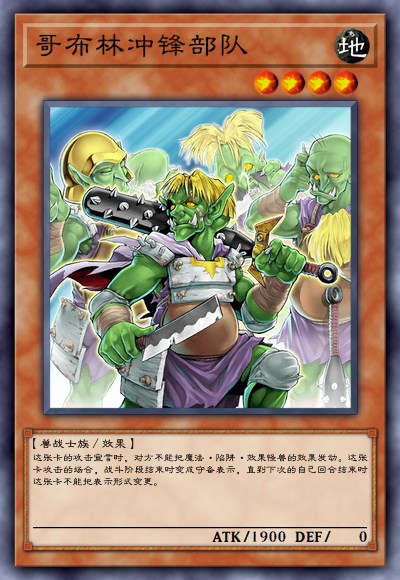 哥布林冲锋部队
地
【兽战士族／效果】
这张卡的攻击宣言时，对方不能把魔法·陷阱·效果怪兽的效果发动。这张
卡攻击的场合，战斗阶段结束时变成守备表示，直到下次的自己回合结束时
这张卡不能把表示形式变更。
ATK/1900 DEF/ 0